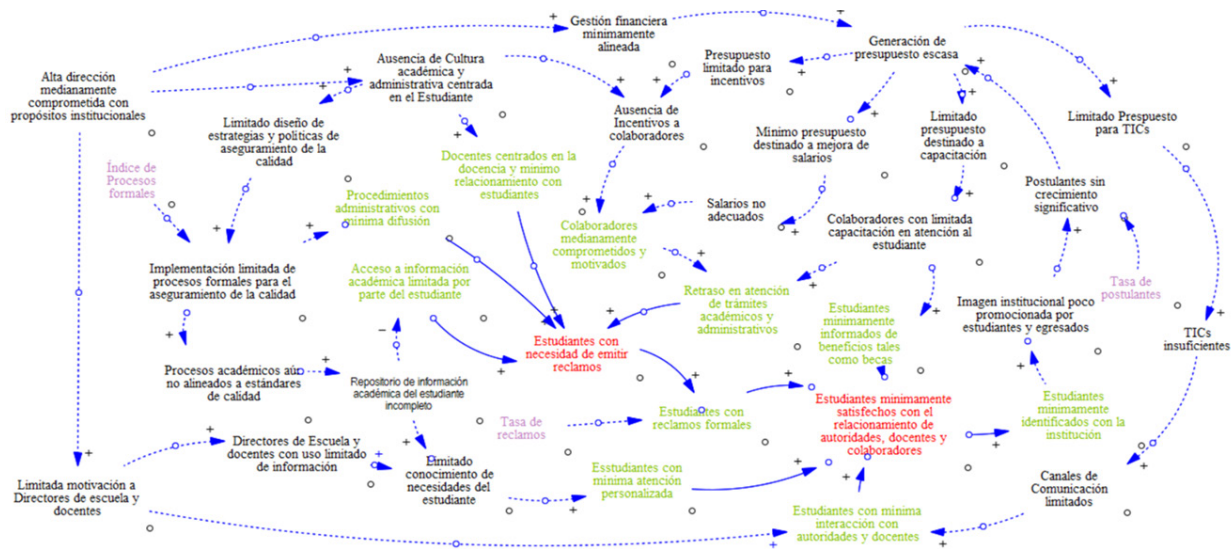 Gestión financiera
mínimamente
alineada
Generación de
presupuesto escasa
Alta dirección
medianamente
comprometida con
propósitos institucionales
Ausencia de Cultura
académica y
administrativa centrada
en el Estudiante
Presupuesto
limitado para
incentivos
Limitado diseño de
estrategias y políticas de
aseguramiento de la
calidad
Ausencia de
Incentivos a
colaboradores
Mínimo presupuesto
destinado a mejora de
salarios
Limitado
presupuesto
destinado a
capacitación
Limitado Prespuesto
para TICs
Índice de
Procesos
formales
Docentes centrados en la
docencia y mínimo
relacionamiento con
estudiantes
Procedimientos
administrativos con
mínima difusión
Colaboradores
medianamente
comprometidos y
motivados
Salarios no
adecuados
Colaboradores con limitada
capacitación en atención al
estudiante
Postulantes sin
crecimiento
significativo
Implementación limitada de
procesos formales para el
aseguramiento de la calidad
Acceso a información
académica limitada por
parte del estudiante
Retraso en atención
de trámites
académicos y
administrativos
Estudiantes
mínimamente
informados de
beneficios tales
como becas
Imagen institucional poco
promocionada por
estudiantes y egresados
Tasa de
postulantes
TICs
insuficientes
Estudiantes con
necesidad de emitir
reclamos
Procesos académicos aún
no alineados a estándares
de calidad
Repositorio de información
académica del estudiante
incompleto
Tasa de
reclamos
Estudiantes con
reclamos formales
Estudiantes mínimamente
satisfechos con el
relacionamiento de
autoridades, docentes y
colaboradores
Estudiantes
mínimamente
identificados con la
institución
Directores de Escuela y
docentes con uso limitado
de información
Limitado
conocimiento de
necesidades del
estudiante
Esstudiantes con
mínima atención
personalizada
Limitada motivación a
Directores de escuela y
docentes
Estudiantes con mínima
interacción con
autoridades y docentes
Canales de
Comunicación
limitados